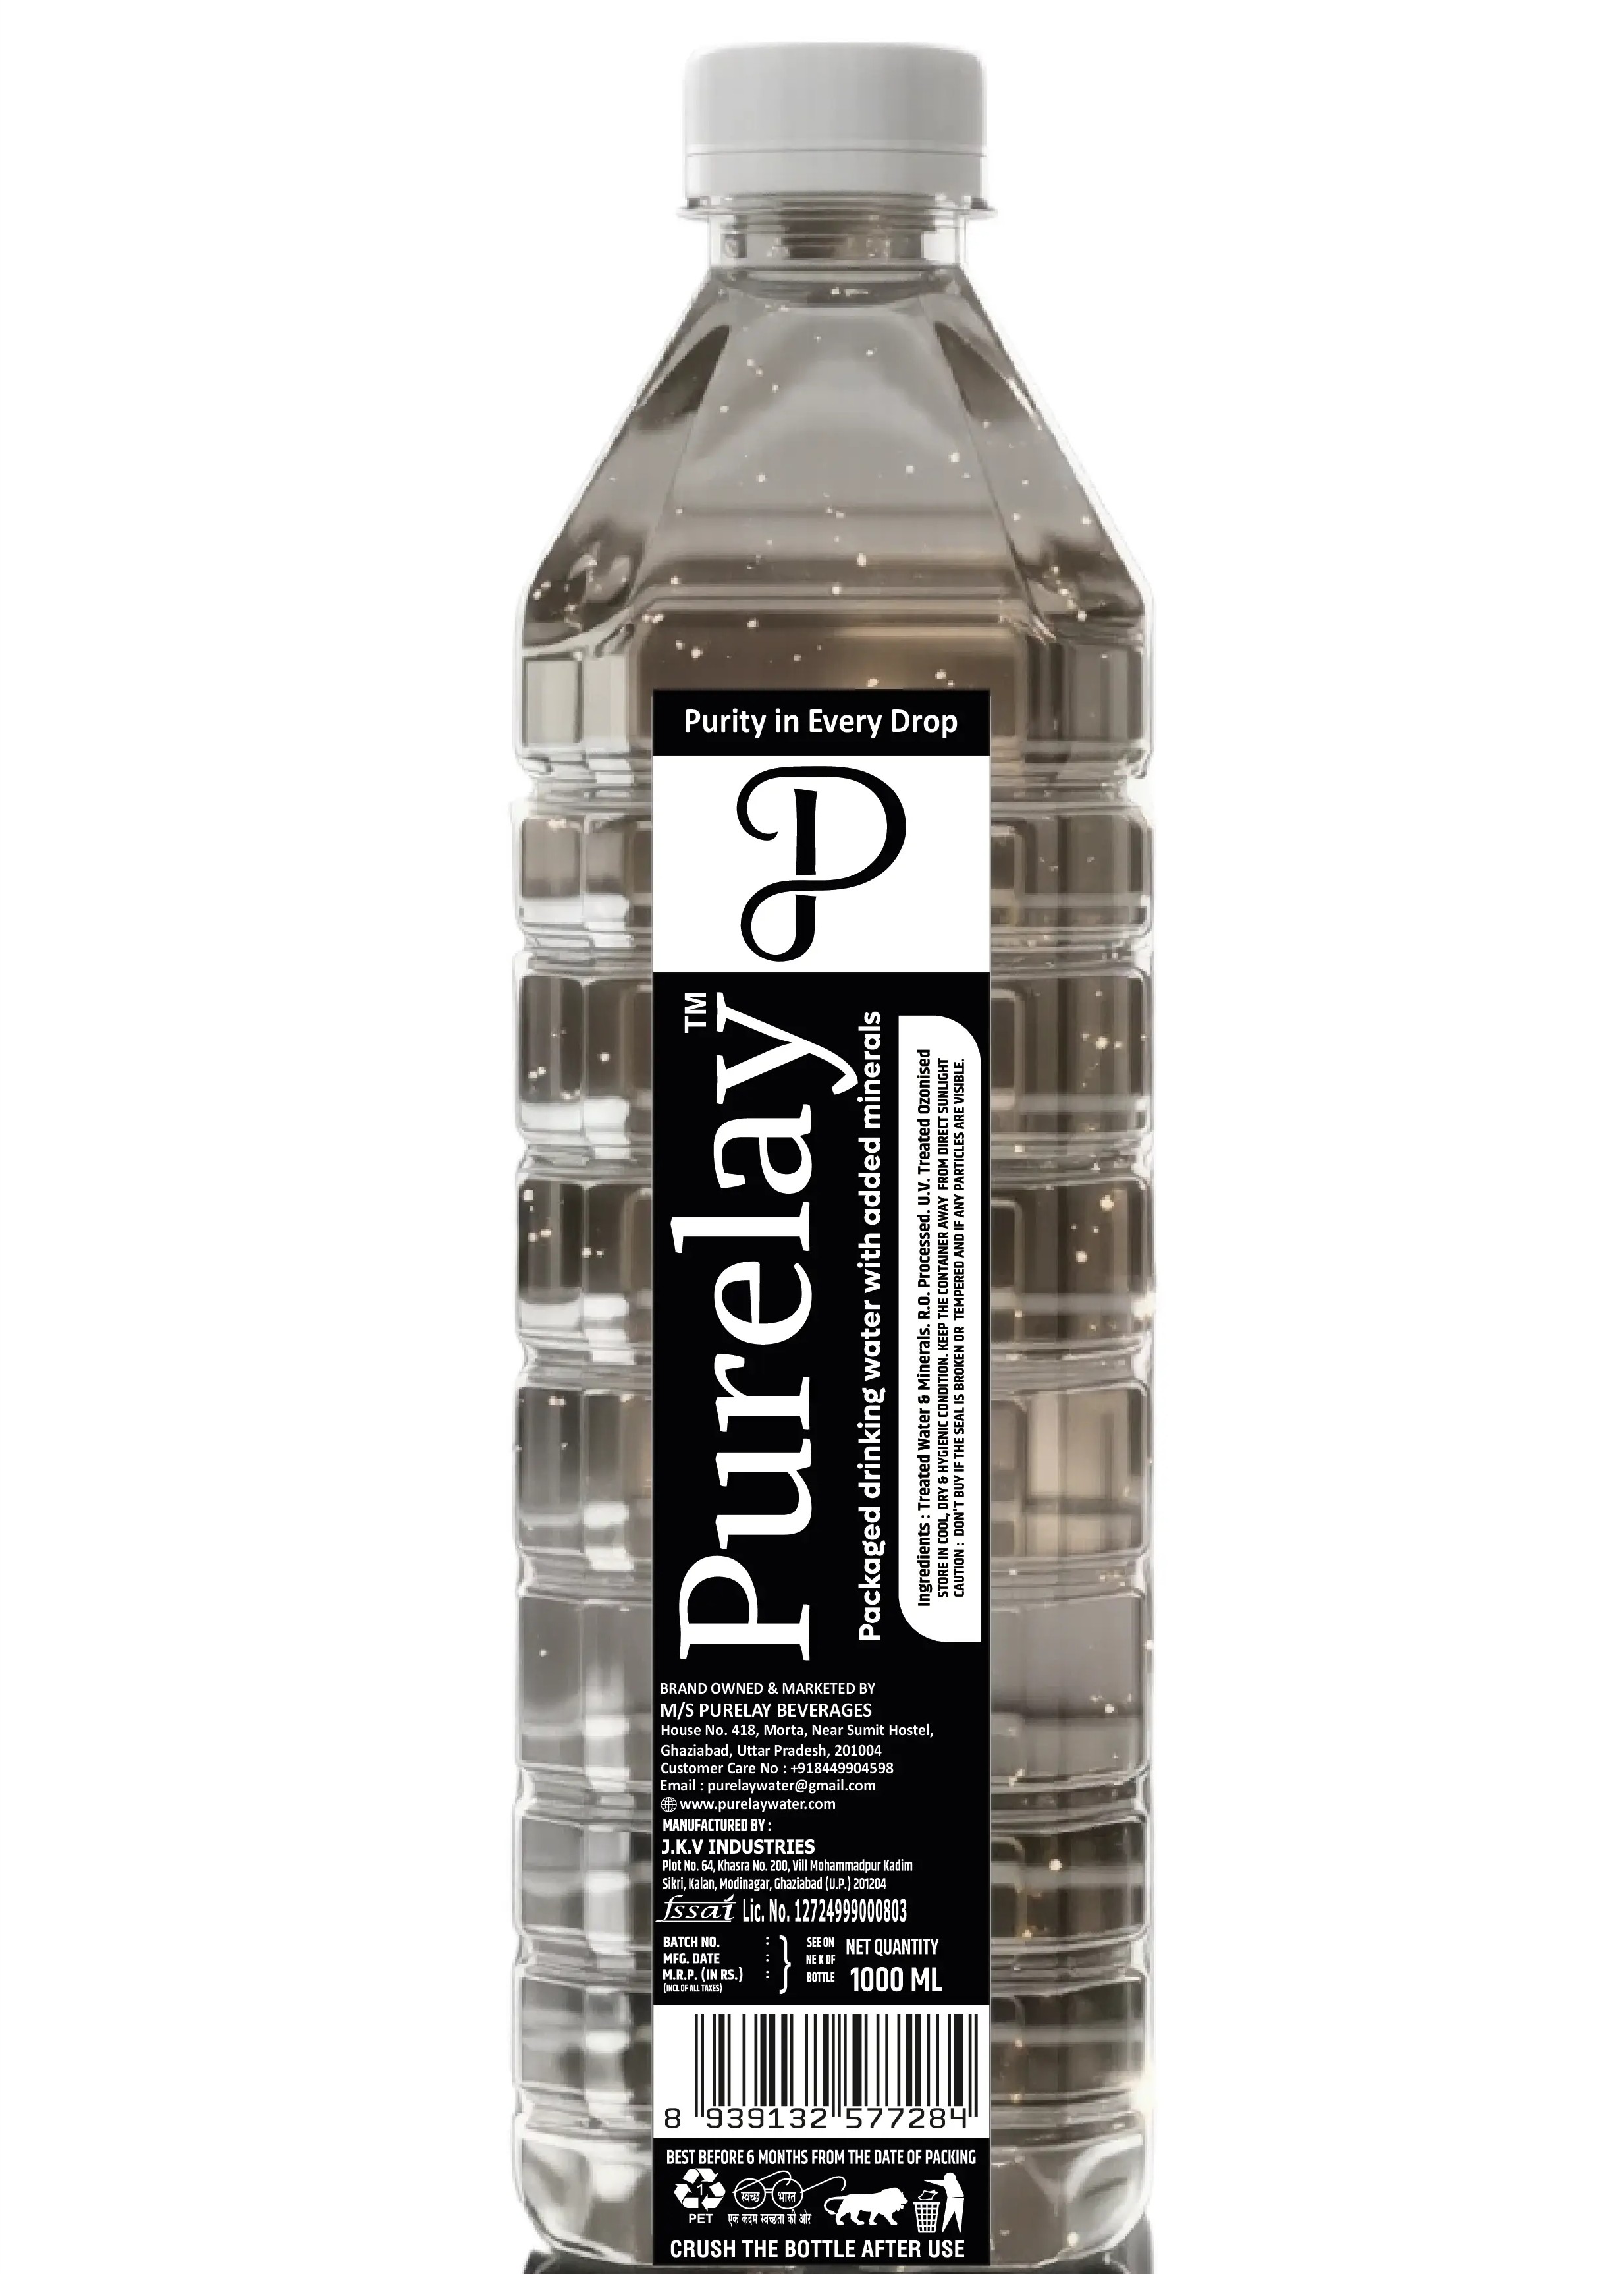 Purity in Every Drop
P
Purelay™
Packaged drinking water with added minerals
Ingredients : Treated Water & Minerals. R.O. Processed. U.V. Treated Ozonised
STORE IN COOL, DRY & HYGIENIC CONDITION. KEEP THE CONTAINER AWAY FROM DIRECT SUNLIGHT
CAUTION : DON'T BUY IF THE SEAL IS BROKEN OR TEMPERED AND IF ANY PARTICLES ARE VISIBLE.
BRAND OWNED & MARKETED BY
M/S PURELAY BEVERAGES
House No. 418, Morta, Near Sumit Hostel,
Ghaziabad, Uttar Pradesh, 201004
Customer Care No : +918449904598
Email : purelaywater@gmail.com
www.purelaywater.com
MANUFACTURED BY :
J.K.V INDUSTRIES
Plot No. 64, Khasra No. 200, Vill Mohammadpur Kadim
Sikri, Kalan, Modinagar, Ghaziabad (U.P.) 201204
fssai Lic. No. 12724999000803
BATCH NO. :
MFG. DATE :
M.R.P. (IN RS.) :
(INCL OF ALL TAXES)
SEE ON
NE K OF
BOTTLE
NET QUANTITY
1000 ML
8 939132 577284
BEST BEFORE 6 MONTHS FROM THE DATE OF PACKING
1
PET
स्वच्छ भारत
एक कदम स्वच्छता की ओर
CRUSH THE BOTTLE AFTER USE